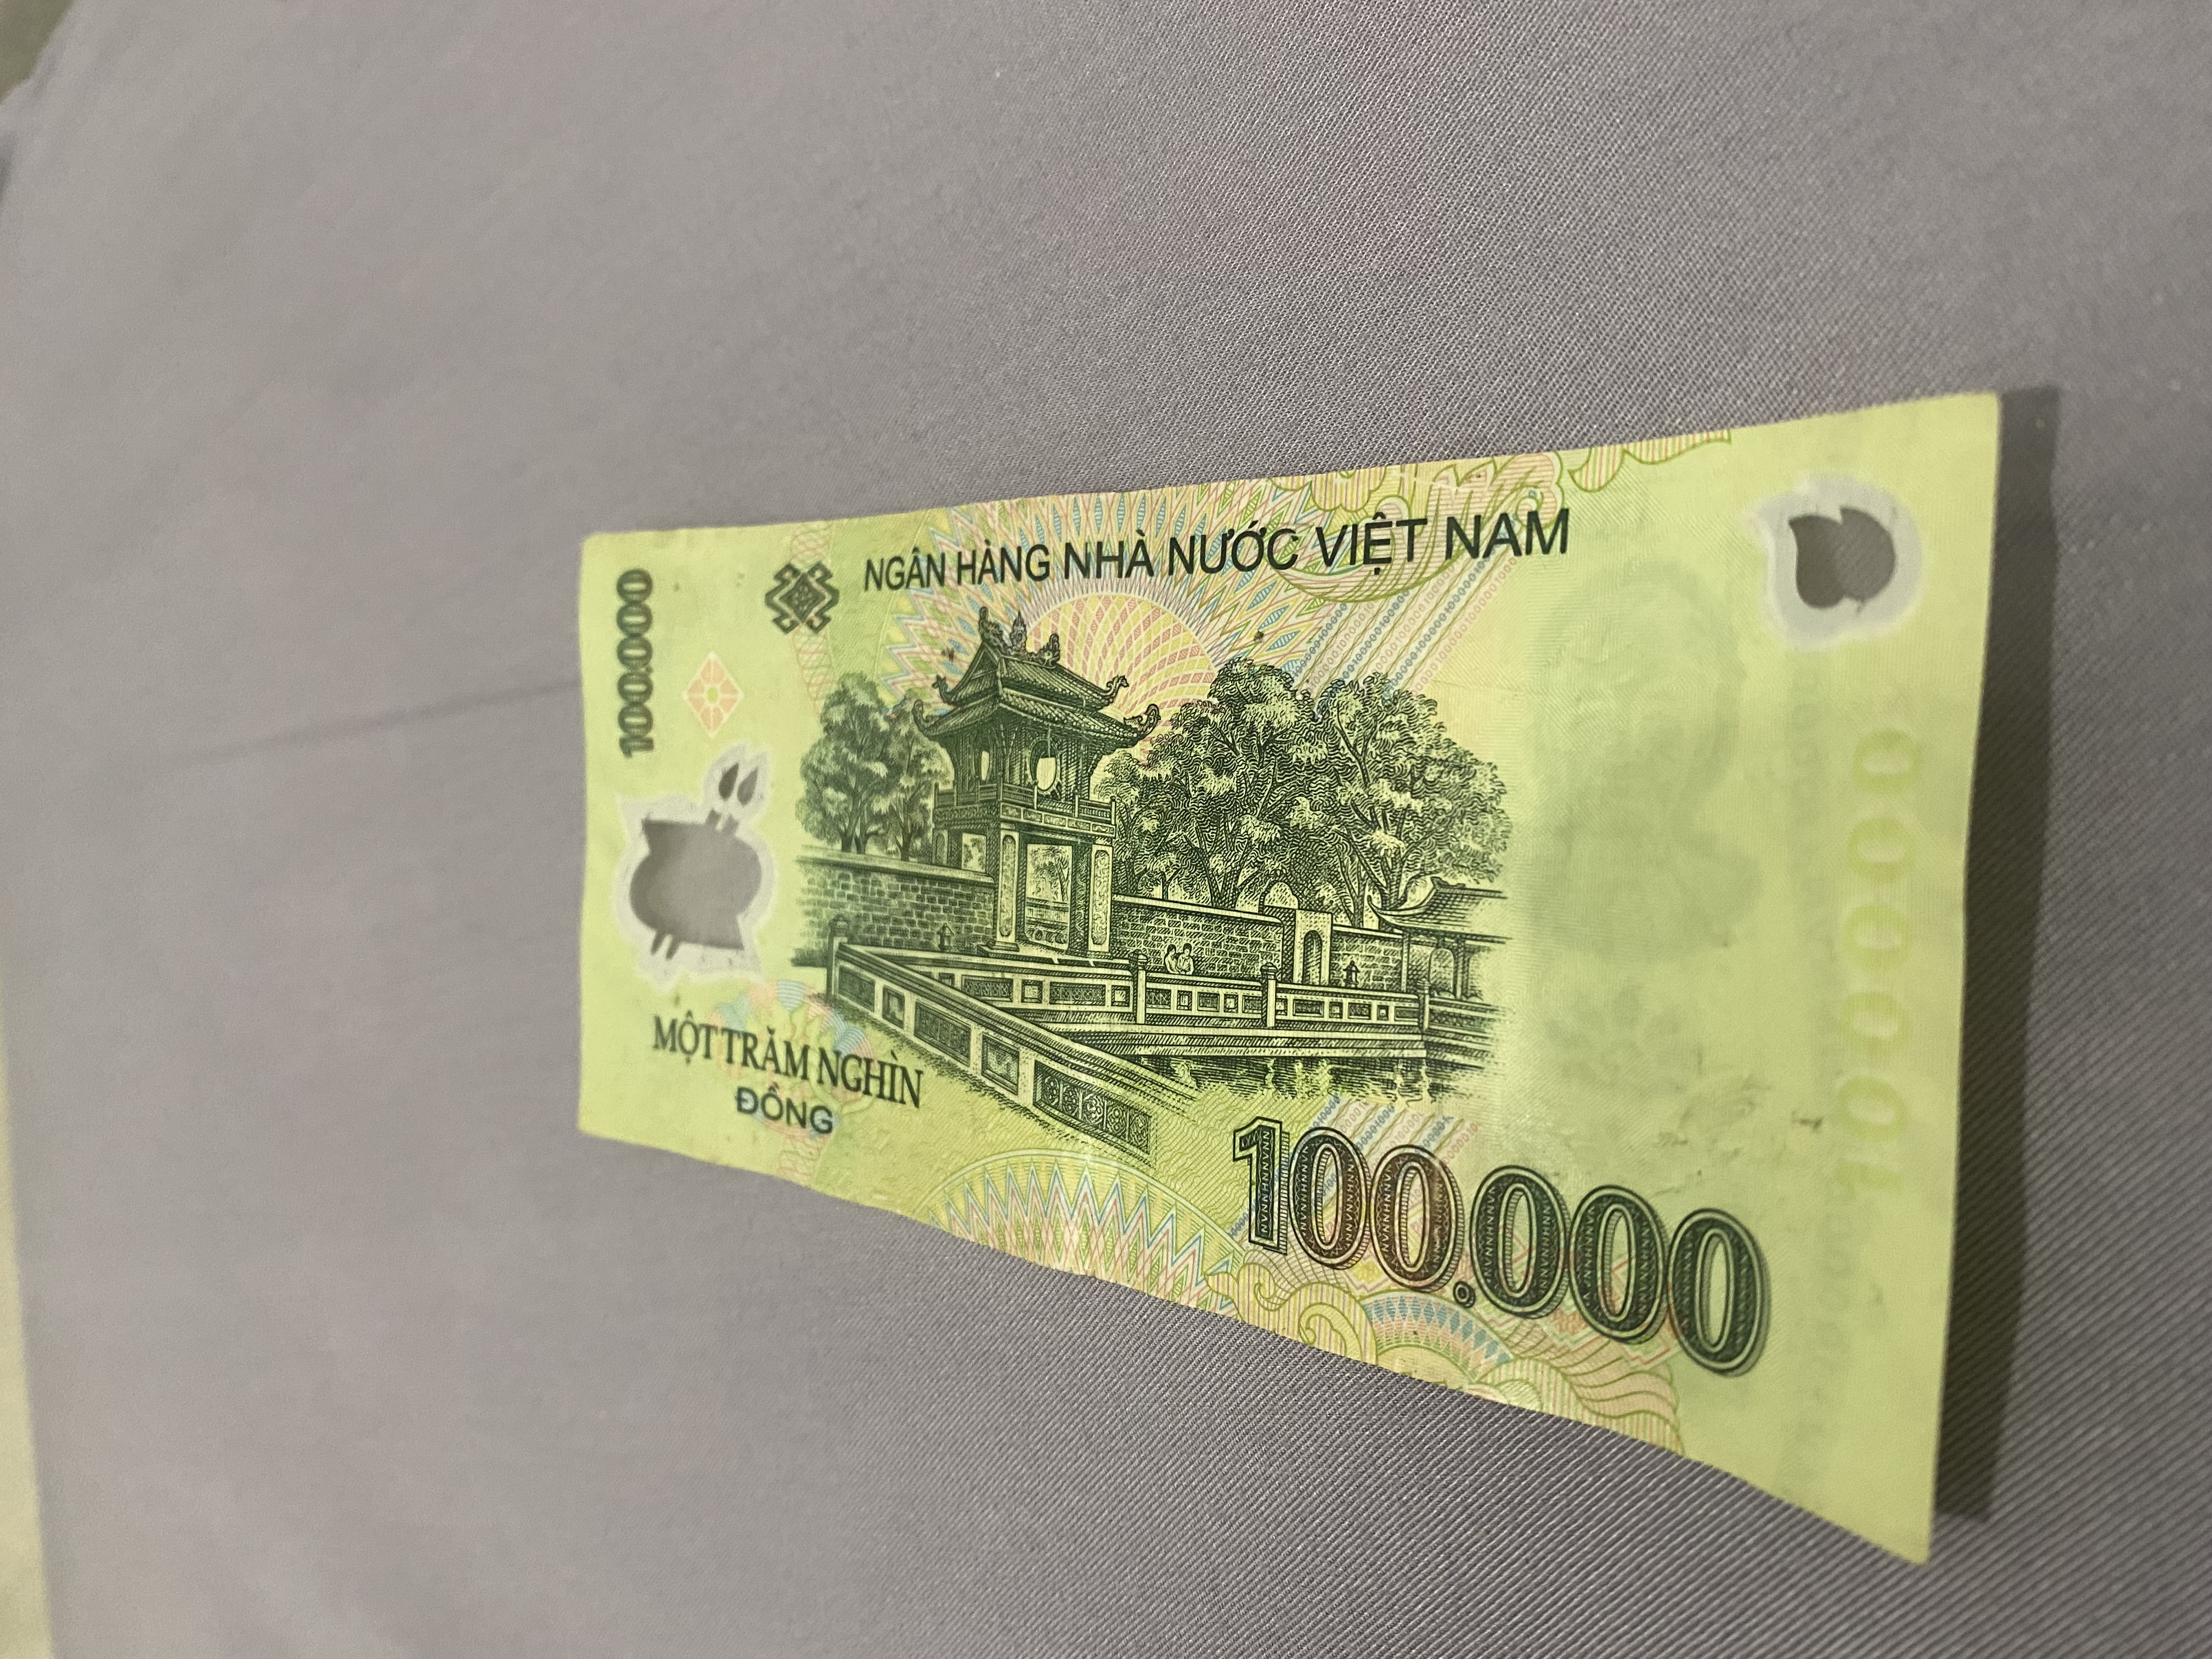 100.000
NGÂN HÀNG NHÀ NƯỚC VIỆT NAM
MỘT TRĂM NGHÌN
ĐỒNG
100.000
100000